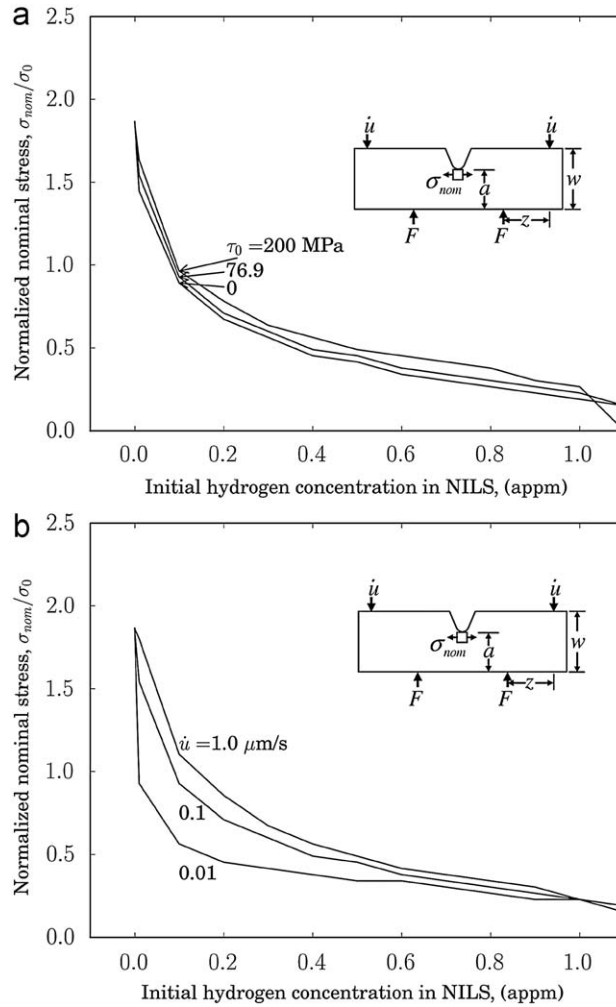 a
2.5
2.0
1.5
1.0
0.5
0.0
Normalized nominal stress, σnom/σ0
u̇ u̇
σnom a w
z
F F
τ0 =200 MPa
76.9
0
0.0 0.2 0.4 0.6 0.8 1.0
Initial hydrogen concentration in NILS, (appm)
b
2.5
2.0
1.5
1.0
0.5
0.0
Normalized nominal stress, σnom/σ0
u̇ u̇
σnom a w
z
F F
u̇ =1.0 μm/s
0.1
0.01
0.0 0.2 0.4 0.6 0.8 1.0
Initial hydrogen concentration in NILS, (appm)